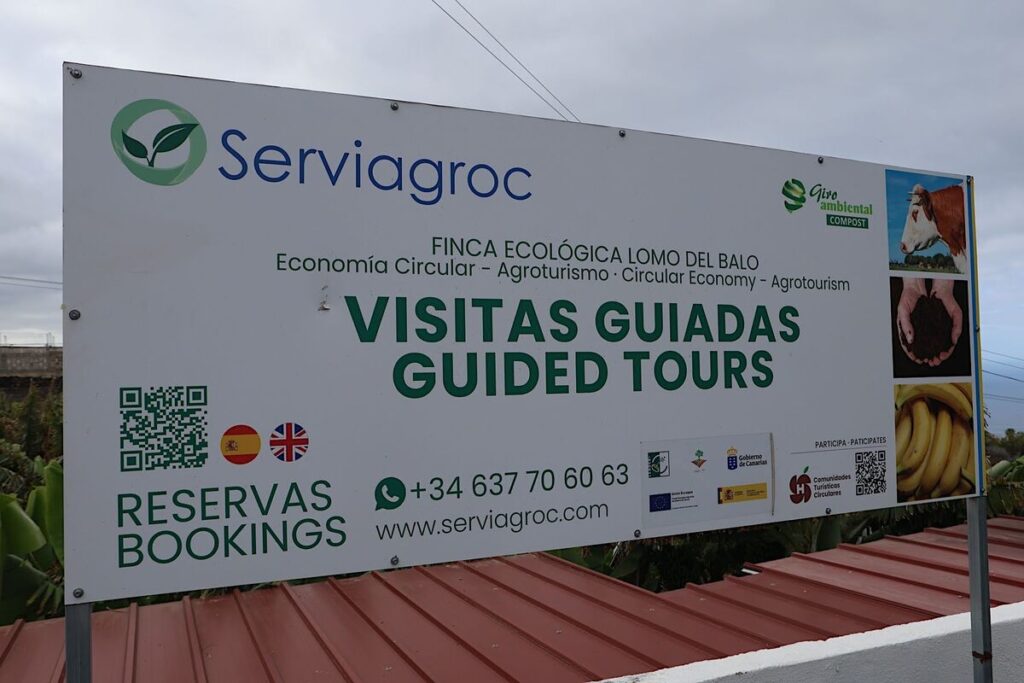 Serviagroc
Giro
ambiental
COMPOST
FINCA ECOLÓGICA LOMO DEL BALO
Economía Circular - Agroturismo · Circular Economy - Agrotourism
VISITAS GUIADAS
GUIDED TOURS
RESERVAS
BOOKINGS
+34 637 70 60 63
www.serviagroc.com
Gobierno
de Canarias
PARTICIPA · PATICIPATES
Comunidades
Turísticas
Circulares